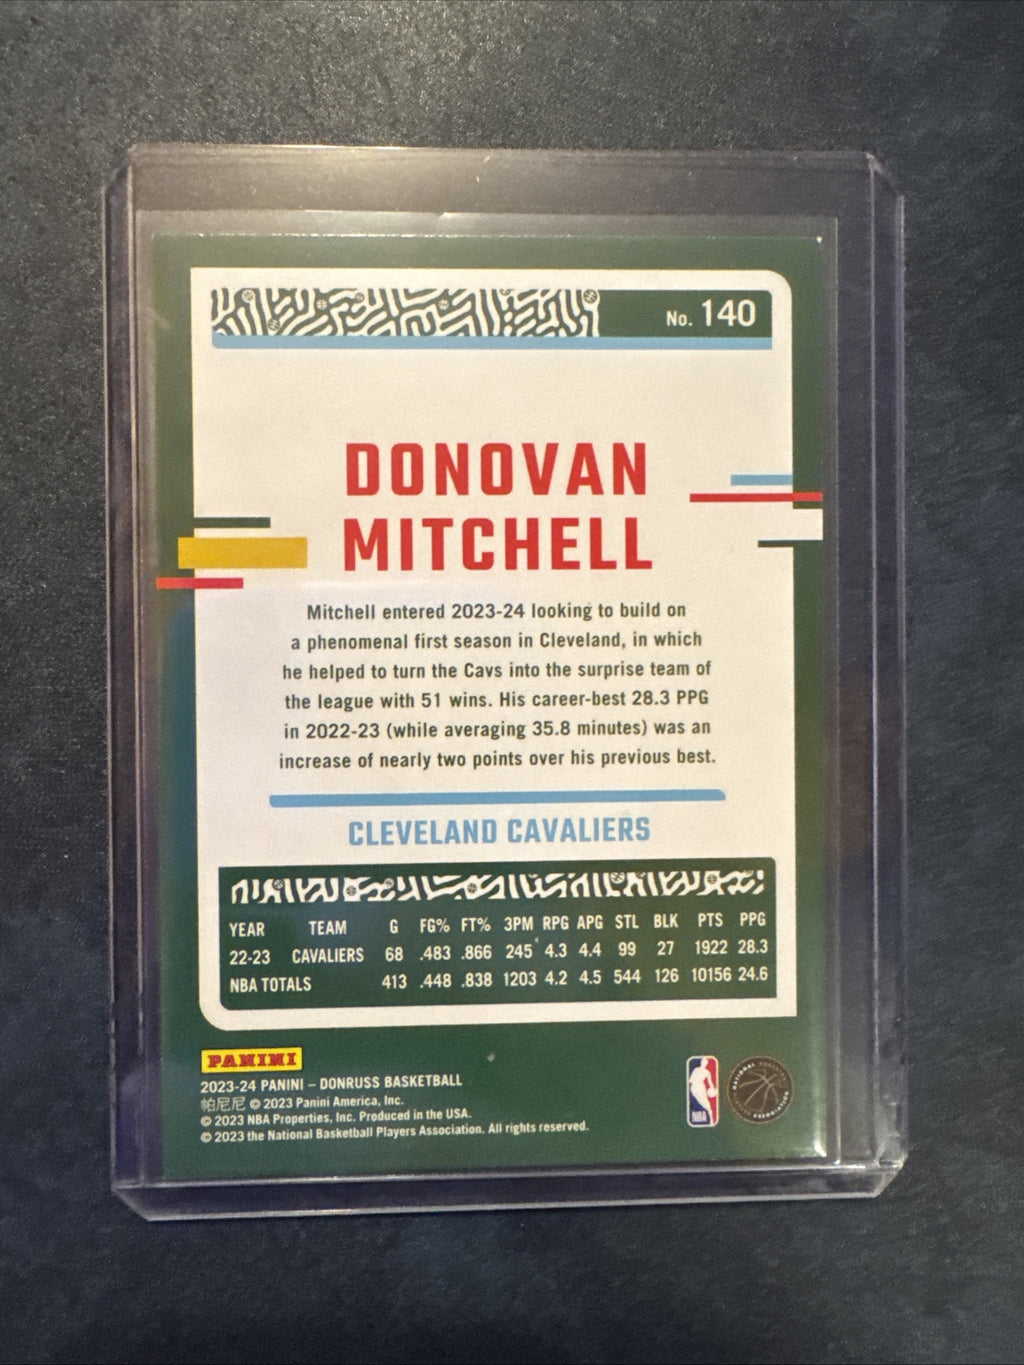 No. 140
DONOVAN
MITCHELL
Mitchell entered 2023-24 looking to build on
a phenomenal first season in Cleveland, in which
he helped to turn the Cavs into the surprise team of
the league with 51 wins. His career-best 28.3 PPG
in 2022-23 (while averaging 35.8 minutes) was an
increase of nearly two points over his previous best.
CLEVELAND CAVALIERS
YEAR TEAM G FG% FT% 3PM RPG APG STL BLK PTS PPG
22-23 CAVALIERS 68 .483 .866 245 4.3 4.4 99 27 1922 28.3
NBA TOTALS 413 .448 .838 1203 4.2 4.5 544 126 10156 24.6
PANINI
2023-24 PANINI – DONRUSS BASKETBALL
帕尼尼 © 2023 Panini America, Inc.
© 2023 NBA Properties, Inc. Produced in the USA.
© 2023 the National Basketball Players Association. All rights reserved.
NBA